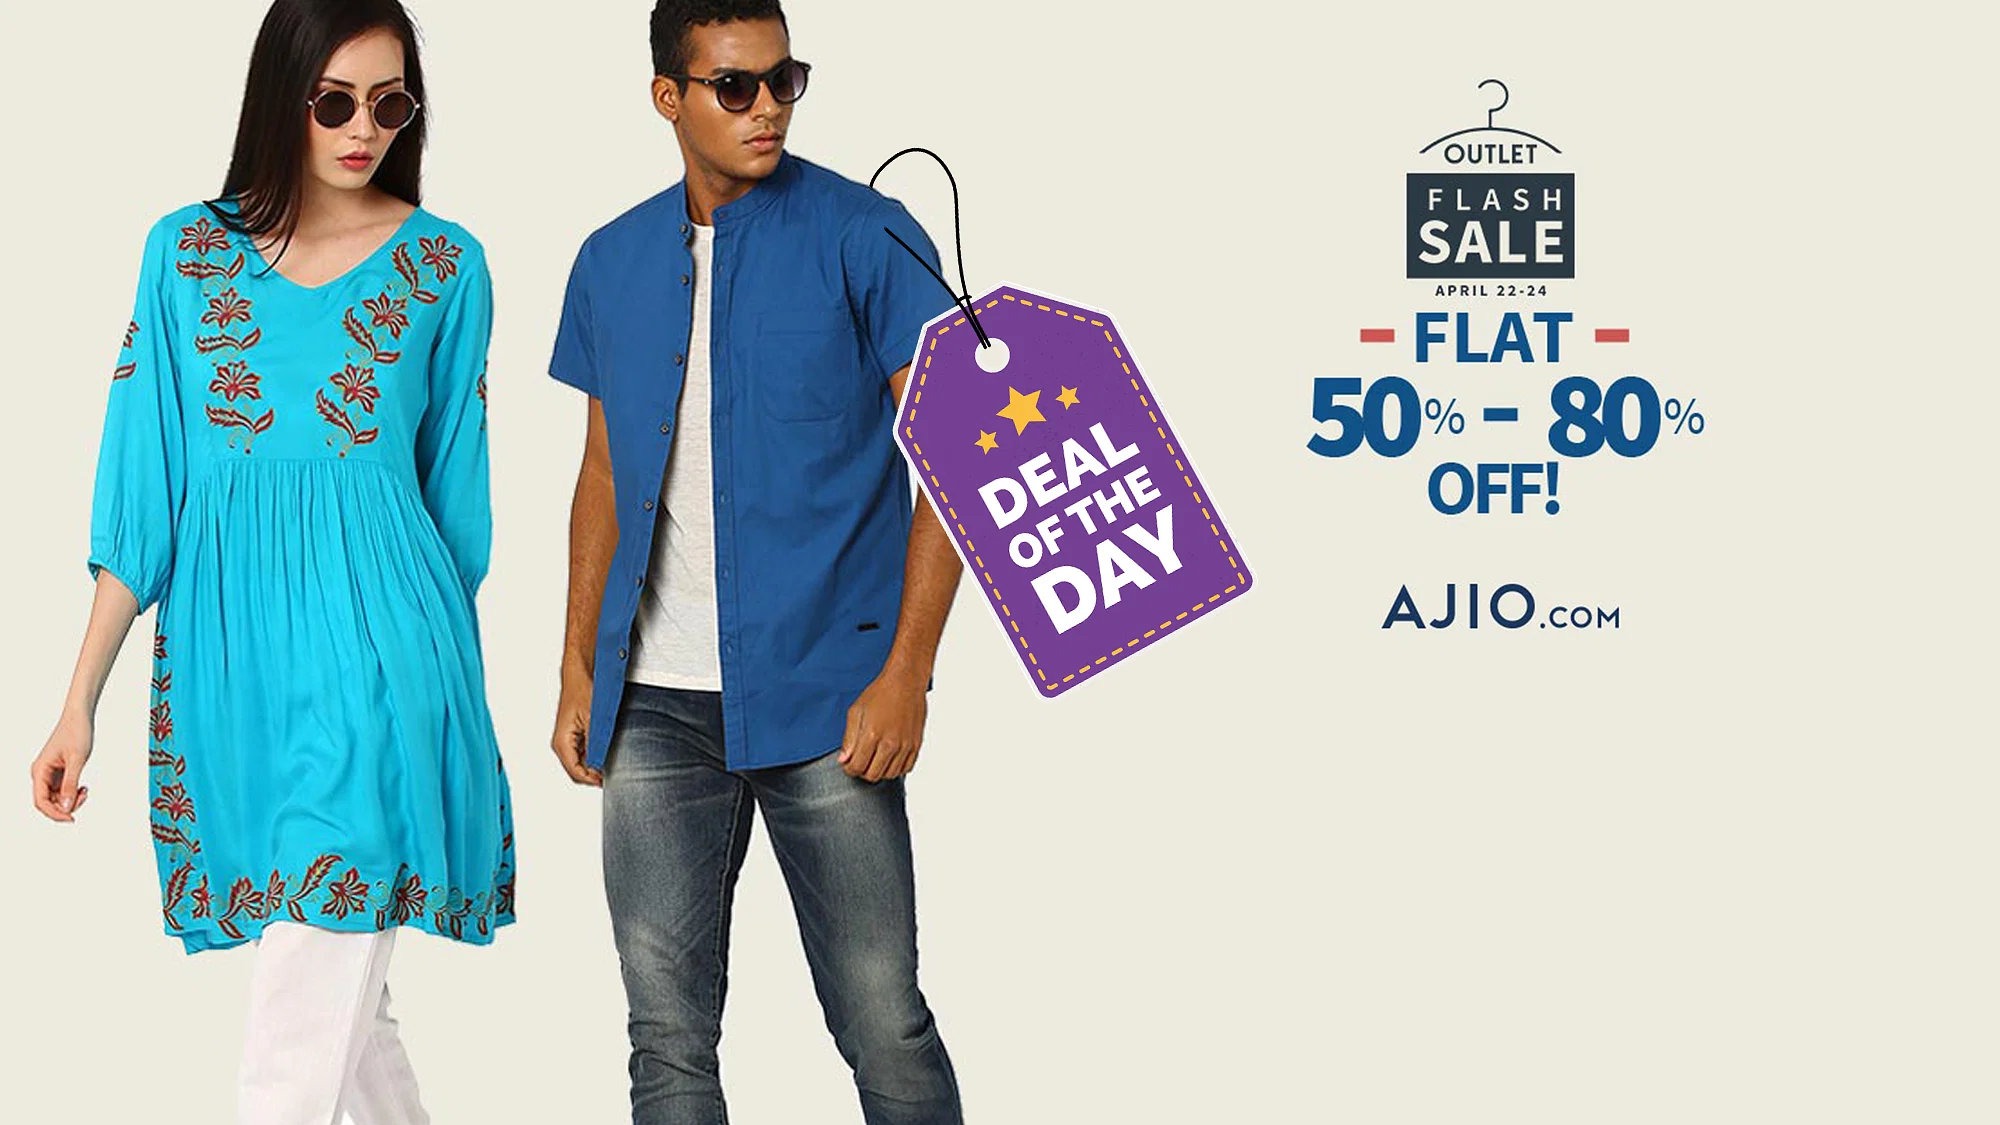 OUTLET
FLASH
SALE
APRIL 22-24
- FLAT -
50% - 80%
OFF!
AJIO.COM
DEAL
OF THE
DAY